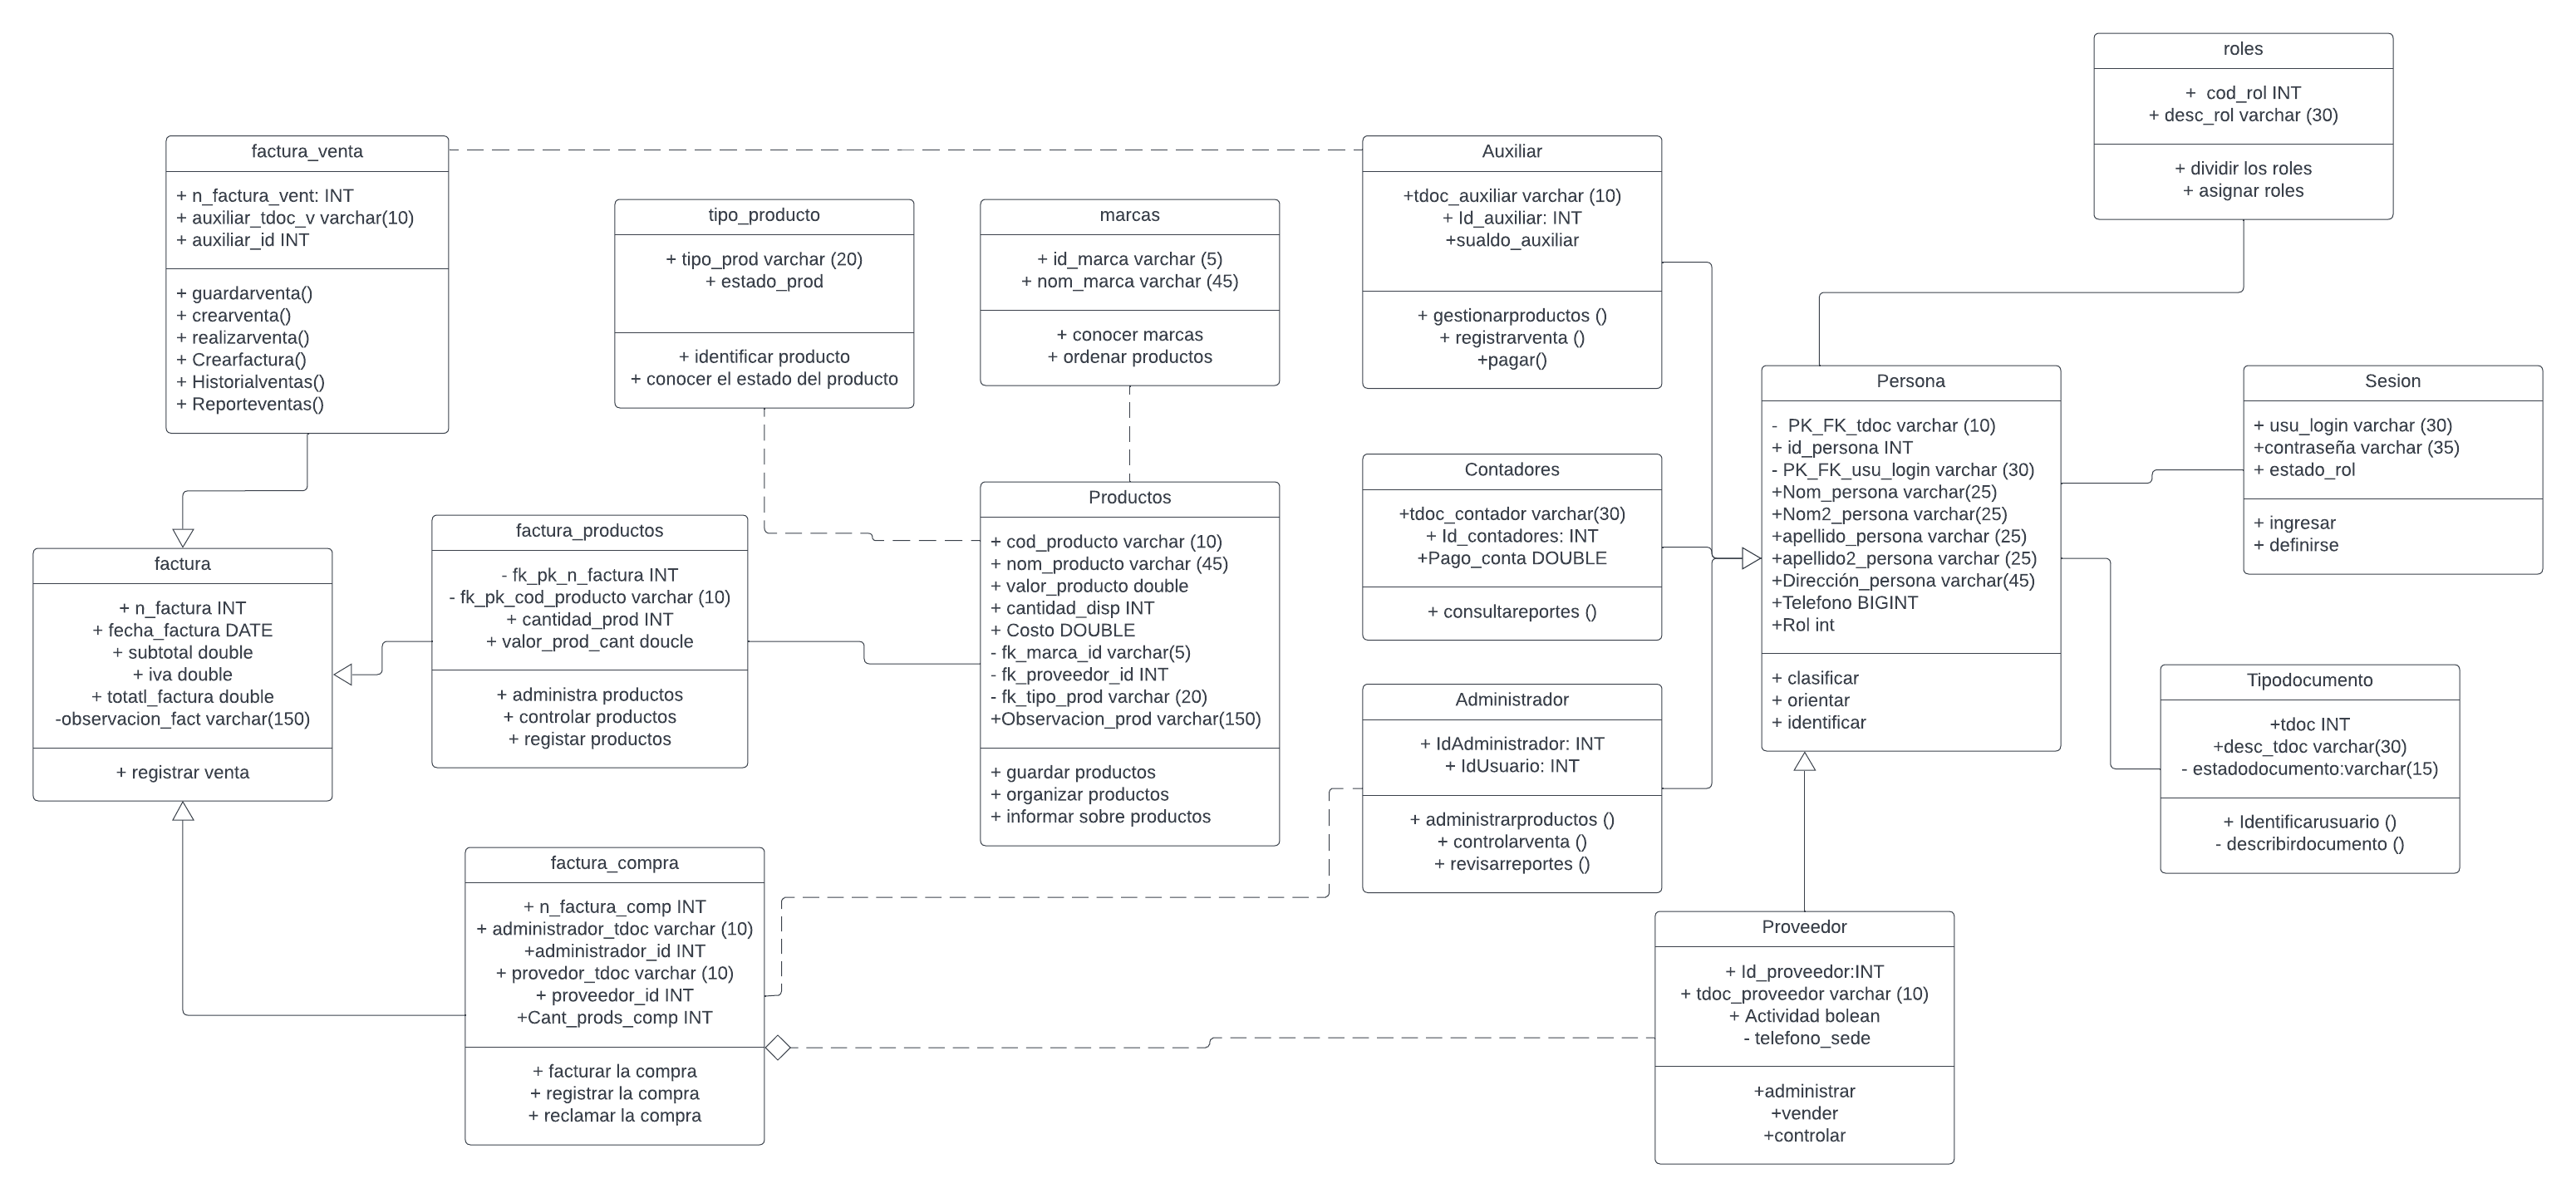 roles
+  cod_rol INT
+ desc_rol varchar (30)
+ dividir los roles
+ asignar roles
factura_venta
+ n_factura_vent: INT
+ auxiliar_tdoc_v varchar(10)
+ auxiliar_id INT
+ guardarventa()
+ crearventa()
+ realizarventa()
+ Crearfactura()
+ Historialventas()
+ Reporteventas()
tipo_producto
+ tipo_prod varchar (20)
+ estado_prod
+ identificar producto
+ conocer el estado del producto
marcas
+ id_marca varchar (5)
+ nom_marca varchar (45)
+ conocer marcas
+ ordenar productos
Auxiliar
+tdoc_auxiliar varchar (10)
+ Id_auxiliar: INT
+sualdo_auxiliar
+ gestionarproductos ()
+ registrarventa ()
+pagar()
Persona
-  PK_FK_tdoc varchar (10)
+ id_persona INT
- PK_FK_usu_login varchar (30)
+Nom_persona varchar(25)
+Nom2_persona varchar(25)
+apellido_persona varchar (25)
+apellido2_persona varchar (25)
+Dirección_persona varchar(45)
+Telefono BIGINT
+Rol int
+ clasificar
+ orientar
+ identificar
Sesion
+ usu_login varchar (30)
+contraseña varchar (35)
+ estado_rol
+ ingresar
+ definirse
Contadores
+tdoc_contador varchar(30)
+ Id_contadores: INT
+Pago_conta DOUBLE
+ consultareportes ()
Productos
+ cod_producto varchar (10)
+ nom_producto varchar (45)
+ valor_producto double
+ cantidad_disp INT
+ Costo DOUBLE
- fk_marca_id varchar(5)
- fk_proveedor_id INT
- fk_tipo_prod varchar (20)
+Observacion_prod varchar(150)
+ guardar productos
+ organizar productos
+ informar sobre productos
factura_productos
- fk_pk_n_factura INT
- fk_pk_cod_producto varchar (10)
+ cantidad_prod INT
+ valor_prod_cant doucle
+ administra productos
+ controlar productos
+ registar productos
factura
+ n_factura INT
+ fecha_factura DATE
+ subtotal double
+ iva double
+ totatl_factura double
-observacion_fact varchar(150)
+ registrar venta
Tipodocumento
+tdoc INT
+desc_tdoc varchar(30)
- estadodocumento:varchar(15)
+ Identificarusuario ()
- describirdocumento ()
Administrador
+ IdAdministrador: INT
+ IdUsuario: INT
+ administrarproductos ()
+ controlarventa ()
+ revisarreportes ()
factura_compra
+ n_factura_comp INT
+ administrador_tdoc varchar (10)
+administrador_id INT
+ provedor_tdoc varchar (10)
+ proveedor_id INT
+Cant_prods_comp INT
+ facturar la compra
+ registrar la compra
+ reclamar la compra
Proveedor
+ Id_proveedor:INT
+ tdoc_proveedor varchar (10)
+ Actividad bolean
- telefono_sede
+administrar
+vender
+controlar